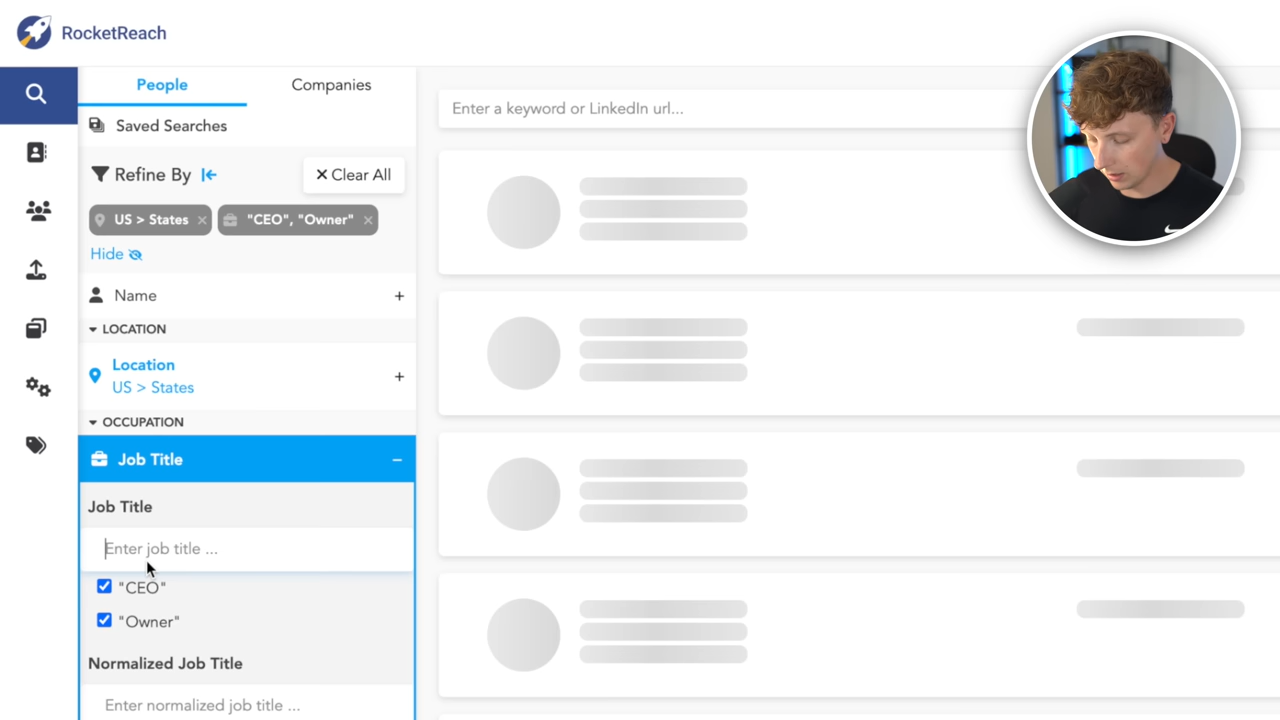 RocketReach
People
Companies
Enter a keyword or LinkedIn url...
Saved Searches
Refine By
Clear All
US > States
"CEO", "Owner"
Hide
Name
LOCATION
Location
US > States
OCCUPATION
Job Title
Job Title
Enter job title ...
"CEO"
"Owner"
Normalized Job Title
Enter normalized job title ...